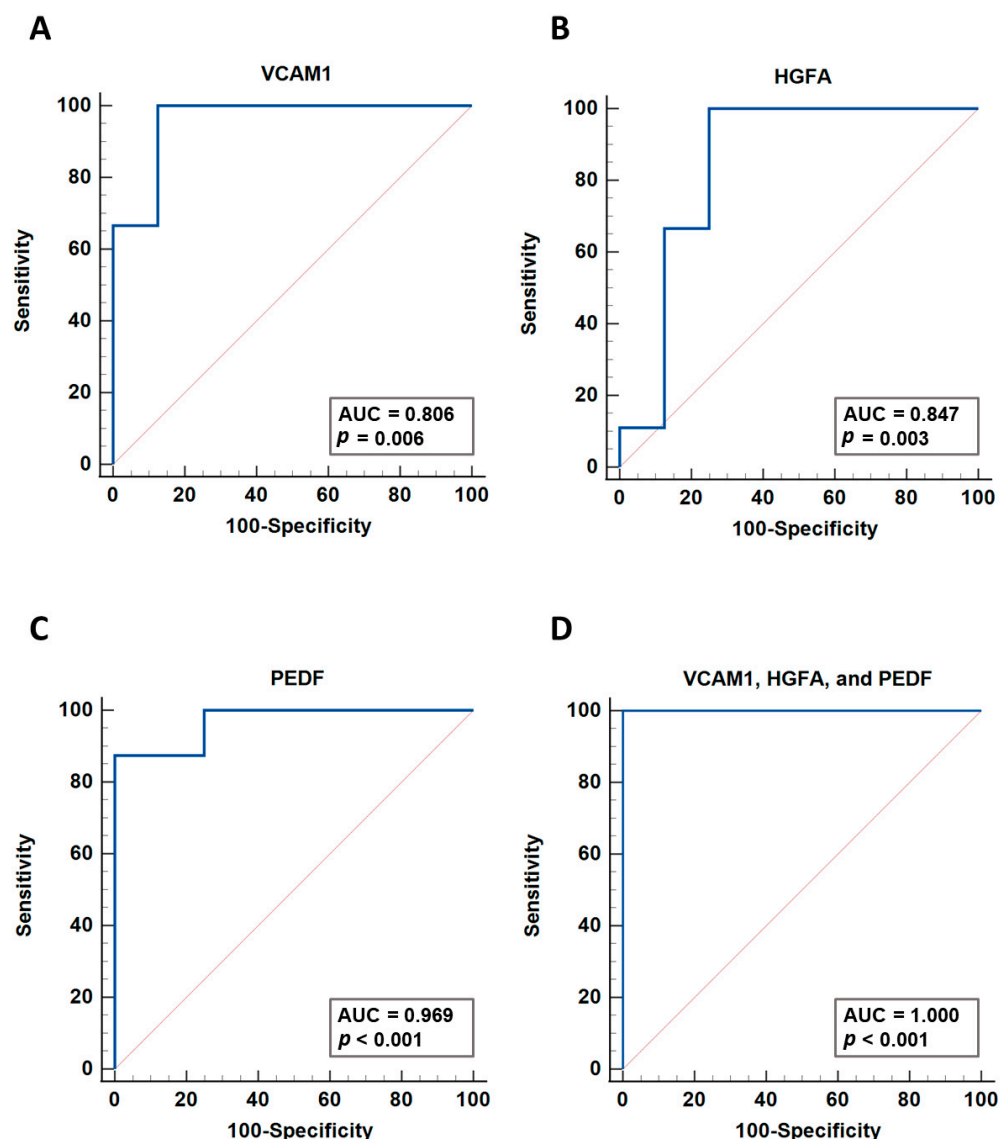 A
VCAM1
100
80
60
40
20
0
Sensitivity
AUC = 0.806
p = 0.006
0 20 40 60 80 100
100-Specificity
B
HGFA
100
80
60
40
20
0
Sensitivity
AUC = 0.847
p = 0.003
0 20 40 60 80 100
100-Specificity
C
PEDF
100
80
60
40
20
0
Sensitivity
AUC = 0.969
p < 0.001
0 20 40 60 80 100
100-Specificity
D
VCAM1, HGFA, and PEDF
100
80
60
40
20
0
Sensitivity
AUC = 1.000
p < 0.001
0 20 40 60 80 100
100-Specificity